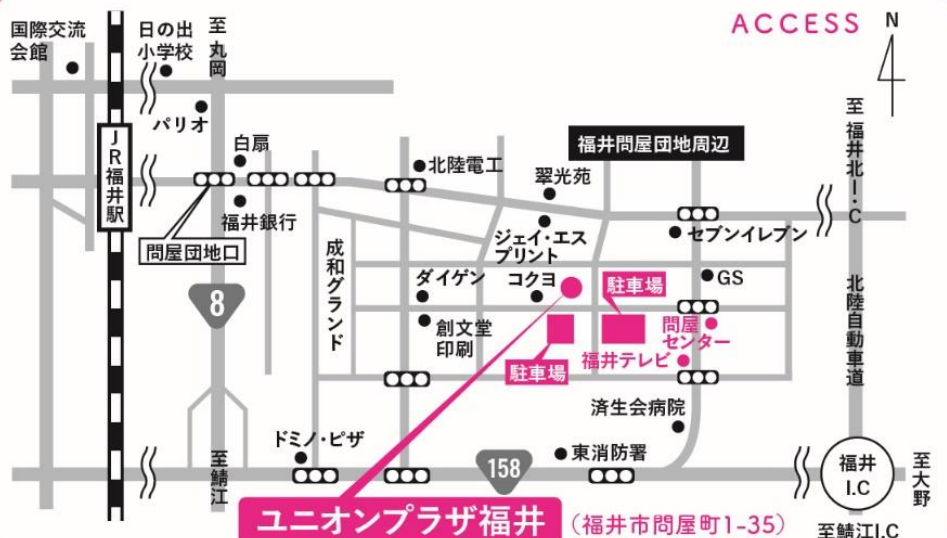 ACCESS
N
国際交流
会館
日の出
小学校
至丸岡
パリオ
白扇
JR福井駅
福井銀行
問屋団地口
北陸電工
翠光苑
福井問屋団地周辺
至福井北I・C
ジェイ・エス
プリント
セブンイレブン
成和グランド
ダイゲン
コクヨ
駐車場
GS
8
創文堂
印刷
問屋
センター
福井テレビ
駐車場
北陸自動車道
済生会病院
ドミノ・ピザ
東消防署
158
至鯖江
福井
I.C
至大野
ユニオンプラザ福井
(福井市問屋町1-35)
至鯖江I.C